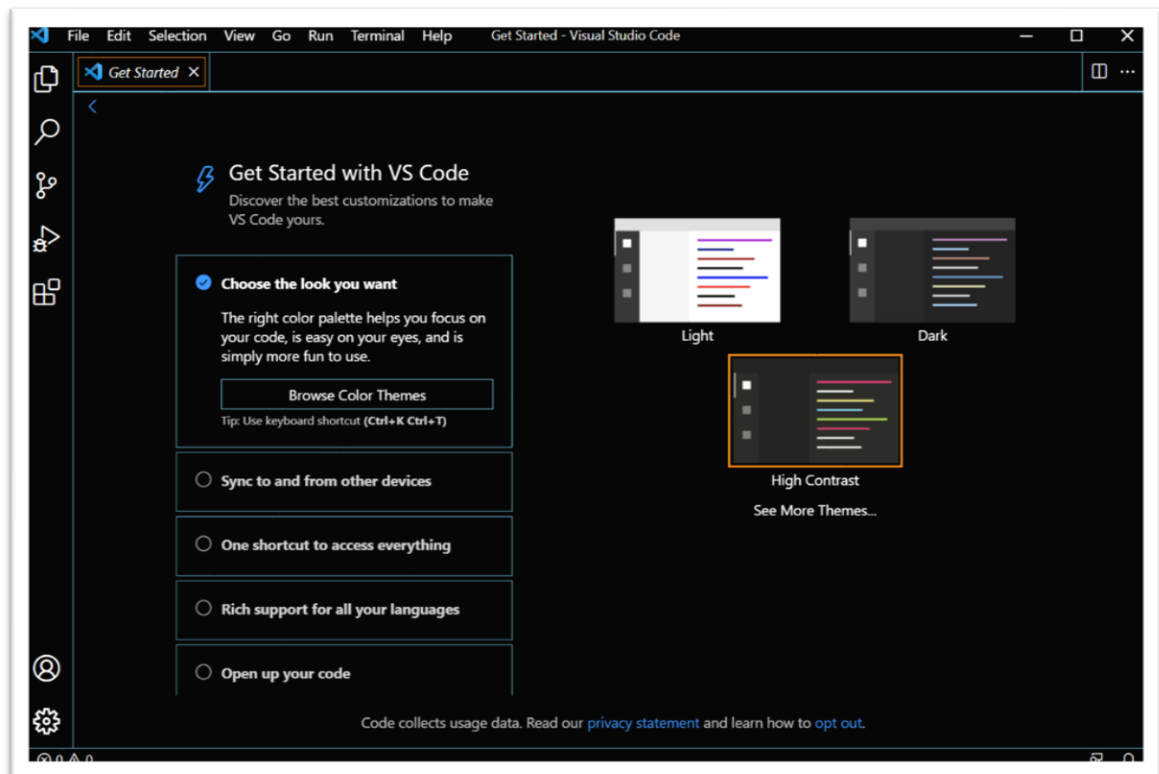 File Edit Selection View Go Run Terminal Help Get Started - Visual Studio Code
Get Started
Get Started with VS Code
Discover the best customizations to make
VS Code yours.
Choose the look you want
The right color palette helps you focus on
your code, is easy on your eyes, and is
simply more fun to use.
Browse Color Themes
Tip: Use keyboard shortcut (Ctrl+K Ctrl+T)
Sync to and from other devices
One shortcut to access everything
Rich support for all your languages
Open up your code
Light
Dark
High Contrast
See More Themes...
Code collects usage data. Read our privacy statement and learn how to opt out.
0 0